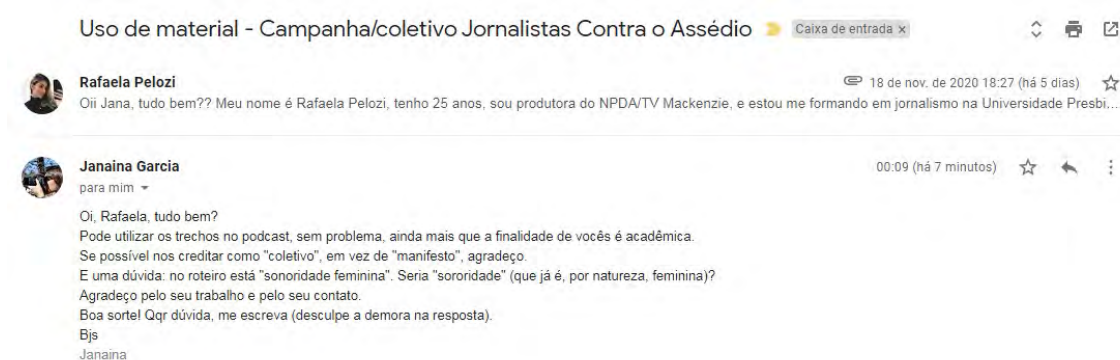 Uso de material - Campanha/coletivo Jornalistas Contra o Assédio Caixa de entrada x
Rafaela Pelozi 18 de nov. de 2020 18:27 (há 5 dias)
Oii Jana, tudo bem?? Meu nome é Rafaela Pelozi, tenho 25 anos, sou produtora do NPDA/TV Mackenzie, e estou me formando em jornalismo na Universidade Presbi...
Janaina Garcia 00:09 (há 7 minutos)
para mim
Oi, Rafaela, tudo bem?
Pode utilizar os trechos no podcast, sem problema, ainda mais que a finalidade de vocês é acadêmica.
Se possível nos creditar como "coletivo", em vez de "manifesto", agradeço.
E uma dúvida: no roteiro está "sonoridade feminina". Seria "sororidade" (que já é, por natureza, feminina)?
Agradeço pelo seu trabalho e pelo seu contato.
Boa sorte! Qqr dúvida, me escreva (desculpe a demora na resposta).
Bjs
Janaina